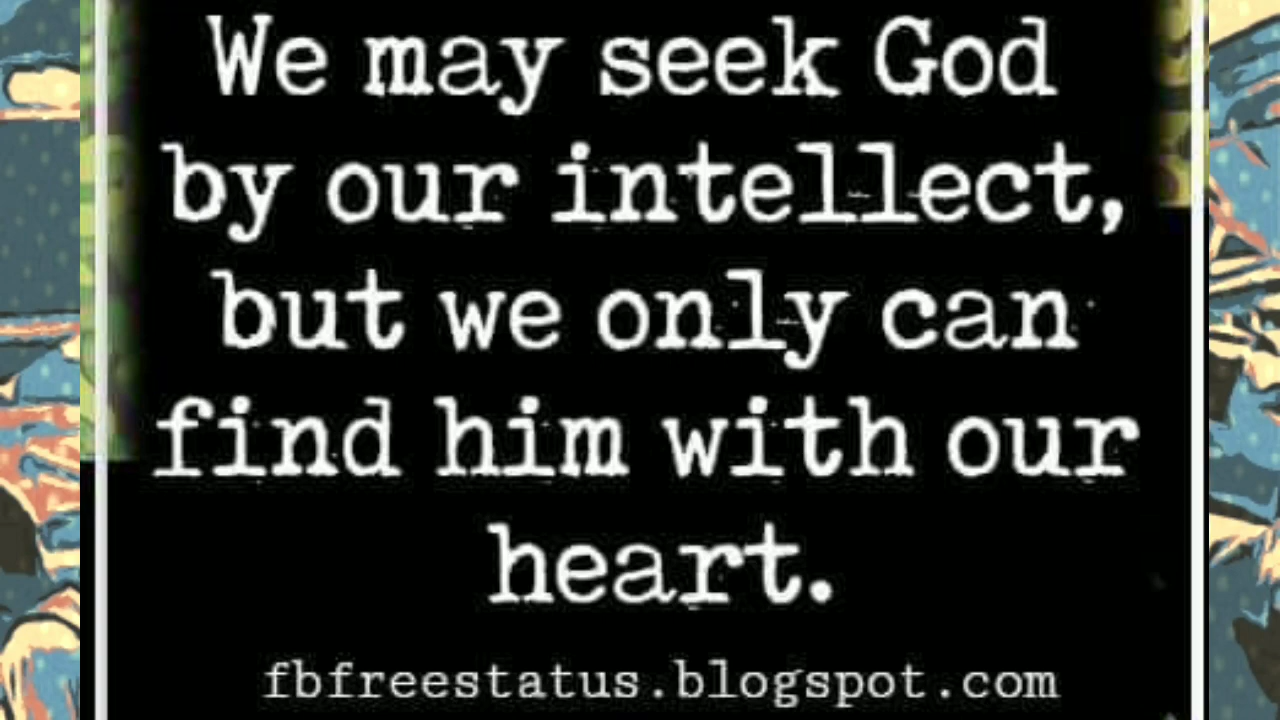 We may seek God
by our intellect,
but we only can
find him with our
heart.
fbfreestatus.blogspot.com